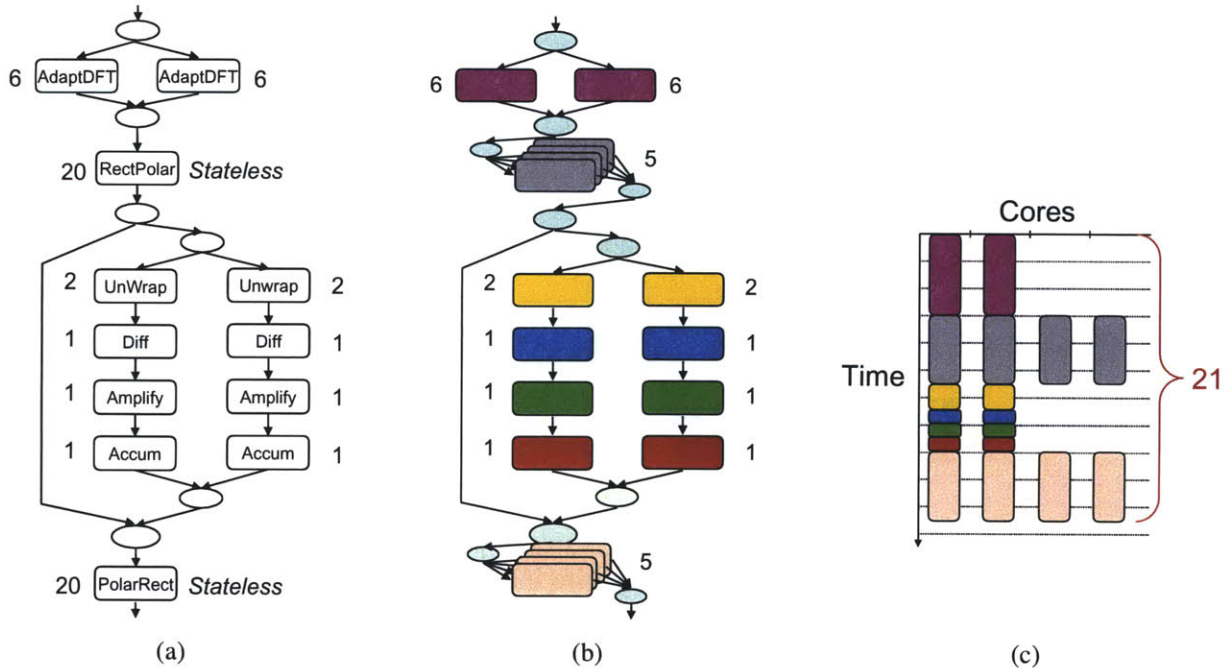 6 AdaptDFT AdaptDFT 6
20 RectPolar Stateless
2 UnWrap Unwrap 2
1 Diff Diff 1
1 Amplify Amplify 1
1 Accum Accum 1
20 PolarRect Stateless
(a)
6 6
5
2 2
1 1
1 1
1 1
5
(b)
Cores
Time
21
(c)